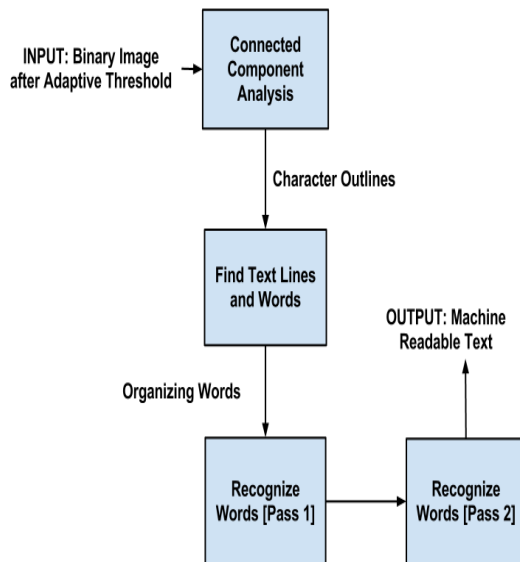 INPUT: Binary Image
after Adaptive Threshold
Connected
Component
Analysis
Character Outlines
Find Text Lines
and Words
Organizing Words
Recognize
Words [Pass 1]
Recognize
Words [Pass 2]
OUTPUT: Machine
Readable Text